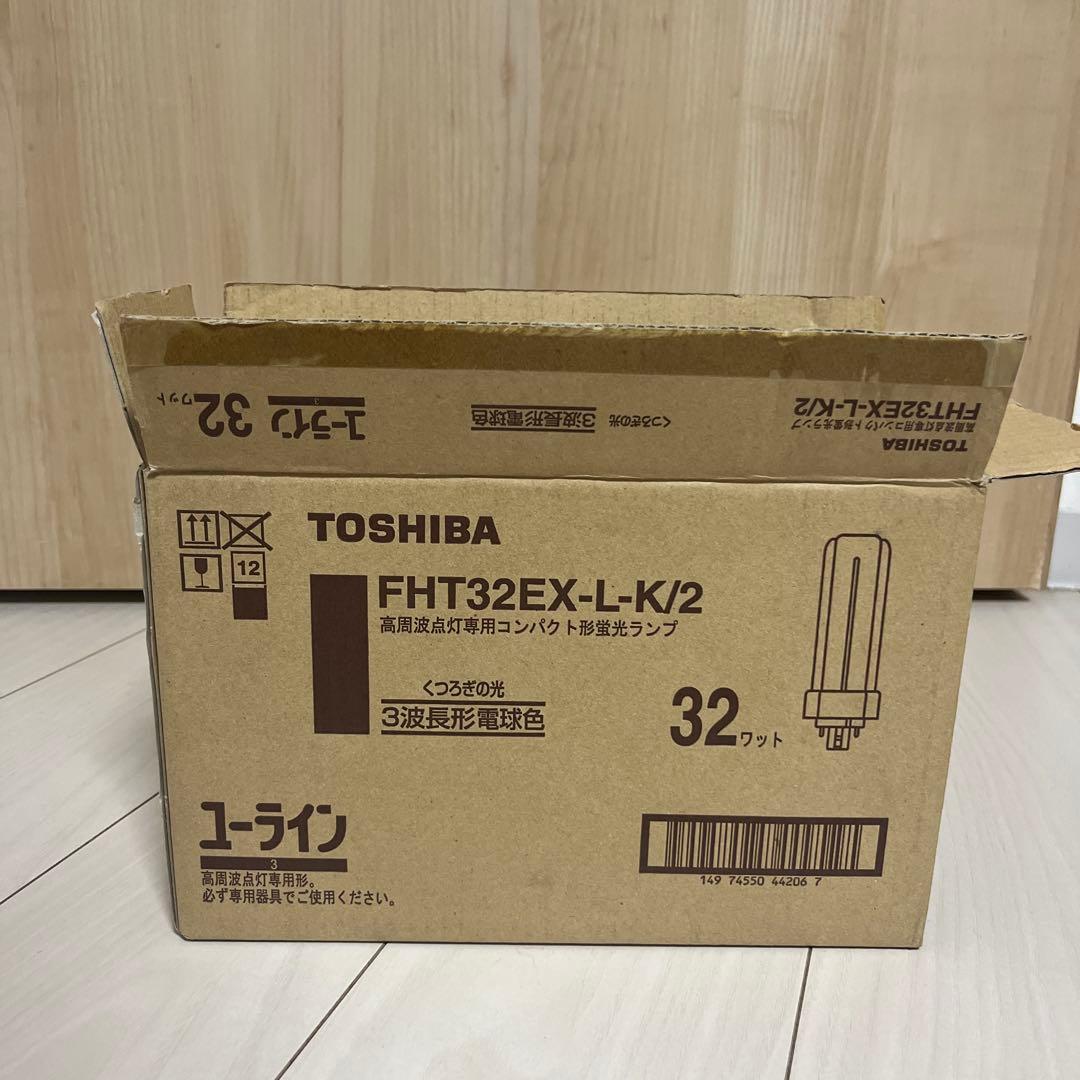 32ワット
ユーライン
3
くつろぎの光
3波長形電球色
TOSHIBA
高周波点灯専用コンパクト形蛍光ランプ
FHT32EX-L-K/2
TOSHIBA
12
FHT32EX-L-K/2
高周波点灯専用コンパクト形蛍光ランプ
くつろぎの光
3波長形電球色
32ワット
ユーライン
3
高周波点灯専用形。
必ず専用器具でご使用ください。
149 74550 44206 7